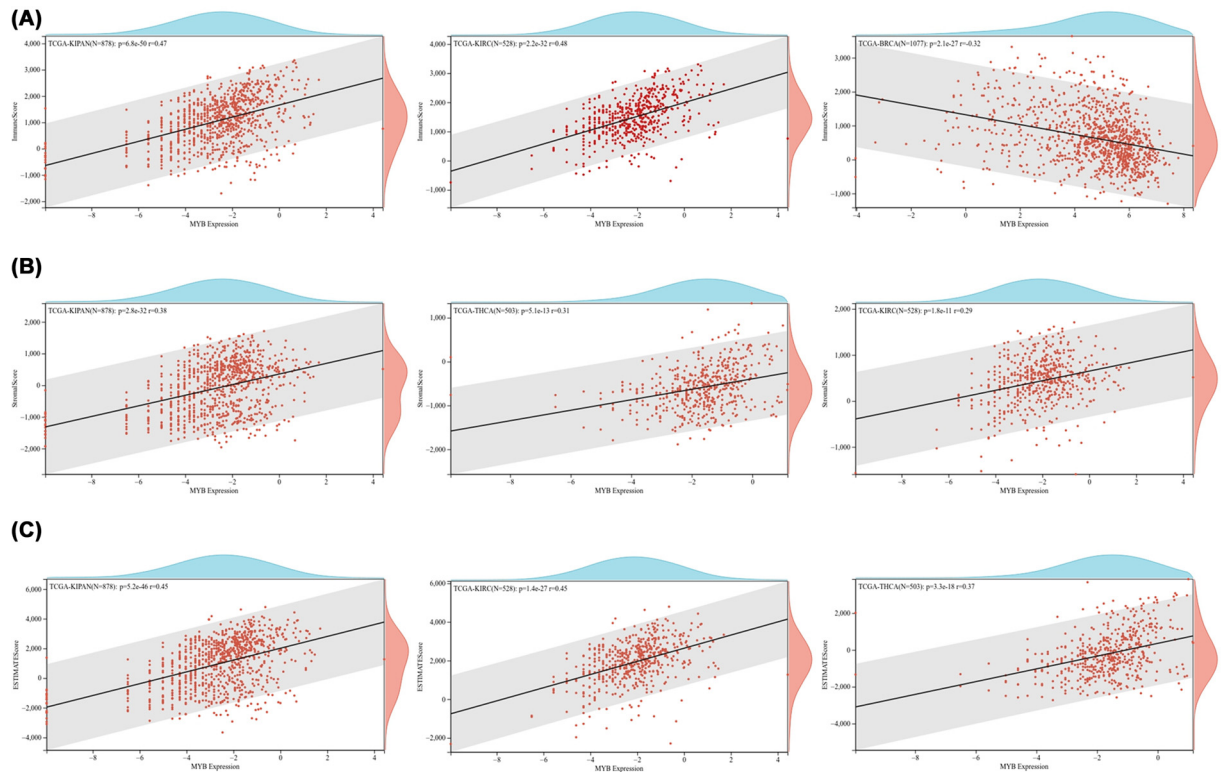 (A)
TCGA-KIPAN(N=878): p=6.8e-50 r=0.47
4,000
3,000
2,000
1,000
0
−1,000
−2,000
ImmuneScore
−8 −6 −4 −2 0 2 4
MYB Expression
TCGA-KIRC(N=528): p=2.2e-32 r=0.48
4,000
3,000
2,000
1,000
0
−1,000
ImmuneScore
−8 −6 −4 −2 0 2 4
MYB Expression
TCGA-BRCA(N=1077): p=2.1e-27 r=-0.32
3,000
2,000
1,000
0
−1,000
ImmuneScore
−4 −2 0 2 4 6 8
MYB Expression
(B)
TCGA-KIPAN(N=878): p=2.8e-32 r=0.38
2,000
1,000
0
−1,000
−2,000
StromalScore
−8 −6 −4 −2 0 2 4
MYB Expression
TCGA-THCA(N=503): p=5.1e-13 r=0.31
1,000
0
−1,000
−2,000
StromalScore
−8 −6 −4 −2 0
MYB Expression
TCGA-KIRC(N=528): p=1.8e-11 r=0.29
2,000
1,000
0
−1,000
StromalScore
−8 −6 −4 −2 0 2 4
MYB Expression
(C)
TCGA-KIPAN(N=878): p=5.2e-46 r=0.45
6,000
4,000
2,000
0
−2,000
−4,000
ESTIMATEScore
−8 −6 −4 −2 0 2 4
MYB Expression
TCGA-KIRC(N=528): p=1.4e-27 r=0.45
6,000
4,000
2,000
0
−2,000
ESTIMATEScore
−8 −6 −4 −2 0 2 4
MYB Expression
TCGA-THCA(N=503): p=3.3e-18 r=0.37
2,000
0
−2,000
−4,000
ESTIMATEScore
−8 −6 −4 −2 0
MYB Expression